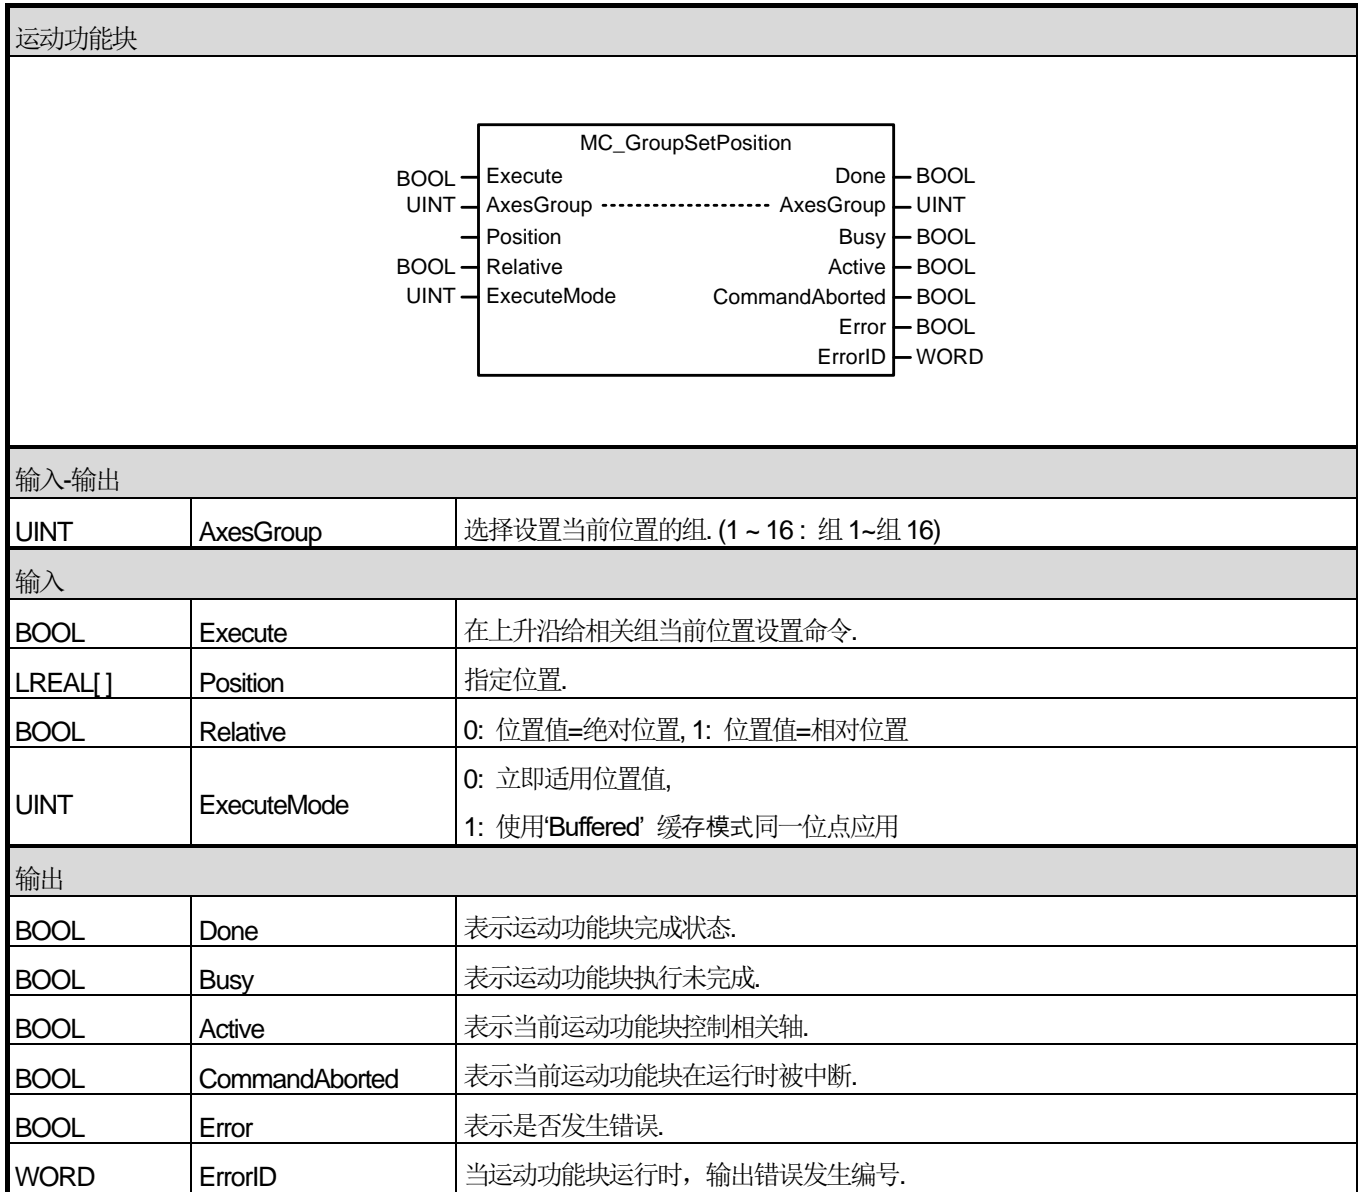 运动功能块
MC_GroupSetPosition
BOOL Execute Done BOOL
UINT AxesGroup AxesGroup UINT
Position Busy BOOL
BOOL Relative Active BOOL
UINT ExecuteMode CommandAborted BOOL
Error BOOL
ErrorID WORD
输入-输出
UINT AxesGroup 选择设置当前位置的组. (1 ~ 16 : 组 1~组 16)
输入
BOOL Execute 在上升沿给相关组当前位置设置命令.
LREAL[ ] Position 指定位置.
BOOL Relative 0: 位置值=绝对位置, 1: 位置值=相对位置
UINT ExecuteMode 0: 立即适用位置值,
1: 使用‘Buffered’ 缓存模式同一位点应用
输出
BOOL Done 表示运动功能块完成状态.
BOOL Busy 表示运动功能块执行未完成.
BOOL Active 表示当前运动功能块控制相关轴.
BOOL CommandAborted 表示当前运动功能块在运行时被中断.
BOOL Error 表示是否发生错误.
WORD ErrorID 当运动功能块运行时，输出错误发生编号.